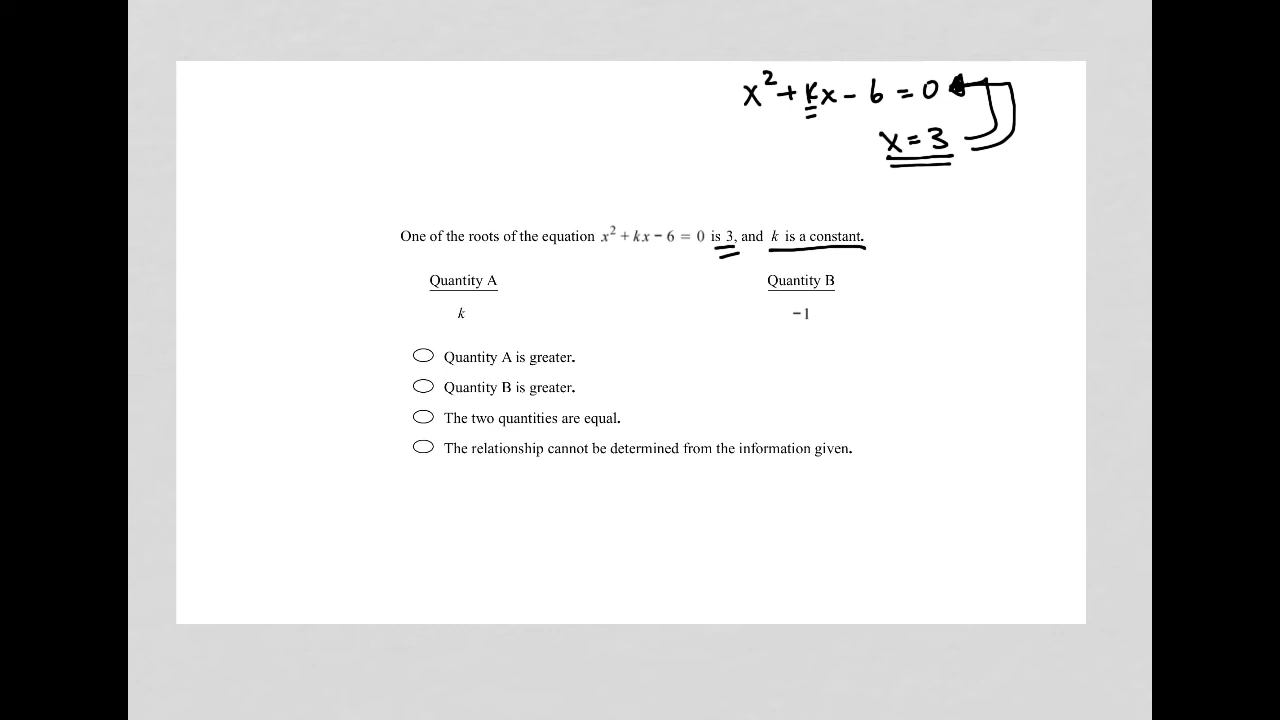 x² + kx - 6 = 0
x = 3
One of the roots of the equation x² + kx − 6 = 0 is 3, and k is a constant.
Quantity A Quantity B
k −1
Quantity A is greater.
Quantity B is greater.
The two quantities are equal.
The relationship cannot be determined from the information given.